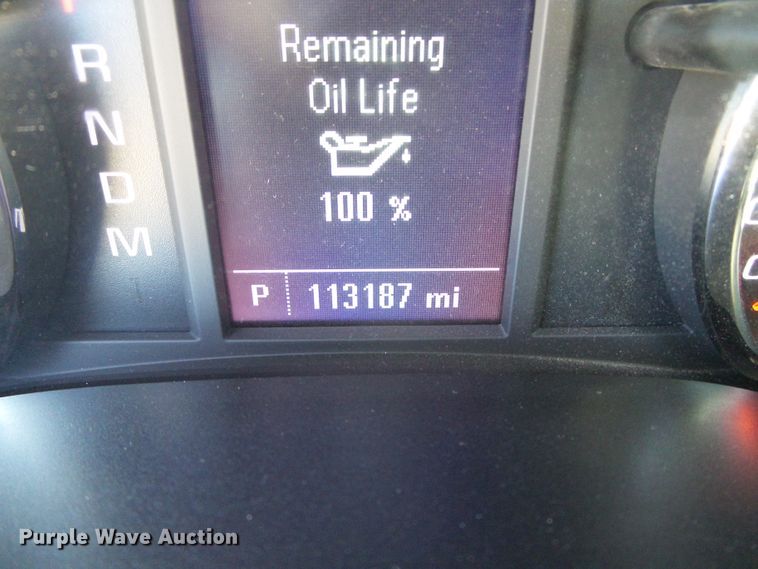 R
N
D
M
Remaining
Oil Life
100 %
P 113187 mi
Purple Wave Auction